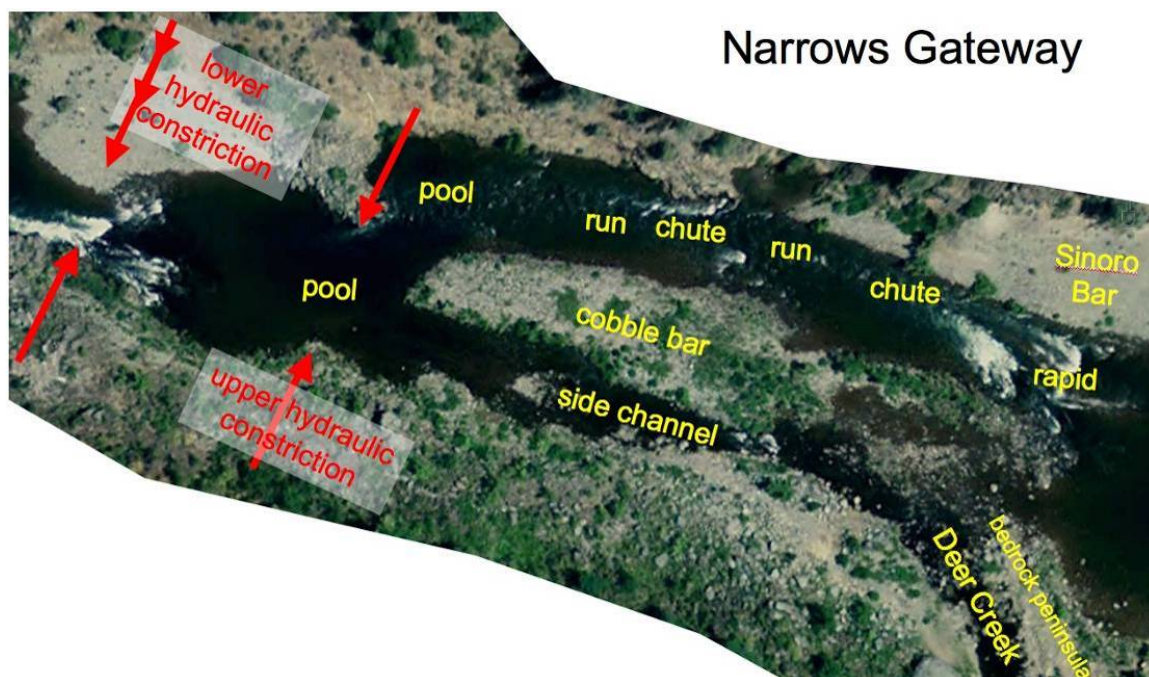 Narrows Gateway
lower
hydraulic
constriction
pool
run
chute
run
Sinoro
Bar
chute
pool
cobble bar
rapid
side channel
upper hydraulic
constriction
Deer Creek
bedrock peninsula